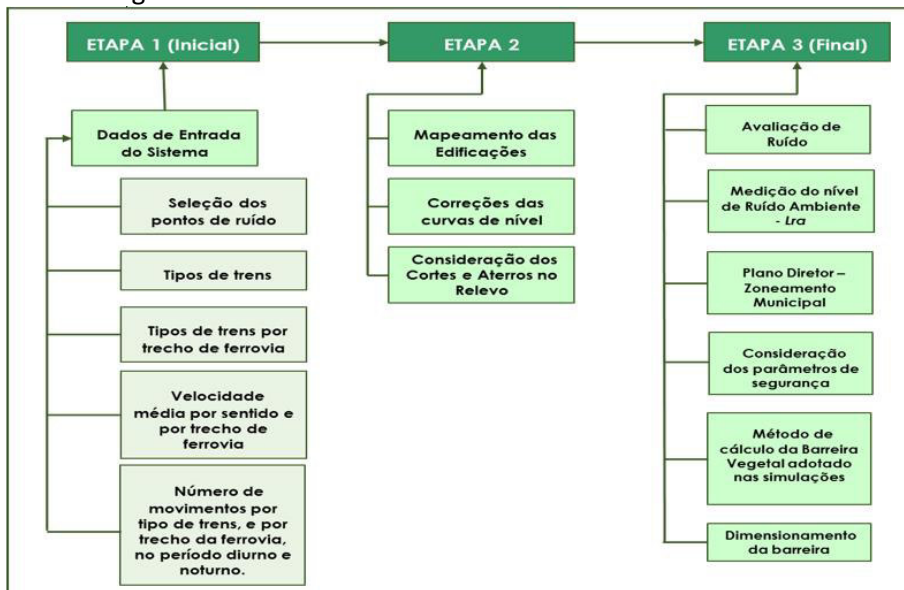 ETAPA 1 (Inicial)
ETAPA 2
ETAPA 3 (Final)
Dados de Entrada
do Sistema
Seleção dos
pontos de ruído
Tipos de trens
Tipos de trens por
trecho de ferrovia
Velocidade
média por sentido e
por trecho de
ferrovia
Número de
movimentos por
tipo de trens, e por
trecho da ferrovia,
no período diurno e
noturno.
Mapeamento das
Edificações
Correções das
curvas de nível
Consideração dos
Cortes e Aterros no
Relevo
Avaliação de
Ruído
Medição do nível
de Ruído Ambiente
- Lra
Plano Diretor –
Zoneamento
Municipal
Consideração
dos parâmetros de
segurança
Método de
cálculo da Barreira
Vegetal adotado
nas simulações
Dimensionamento
da barreira